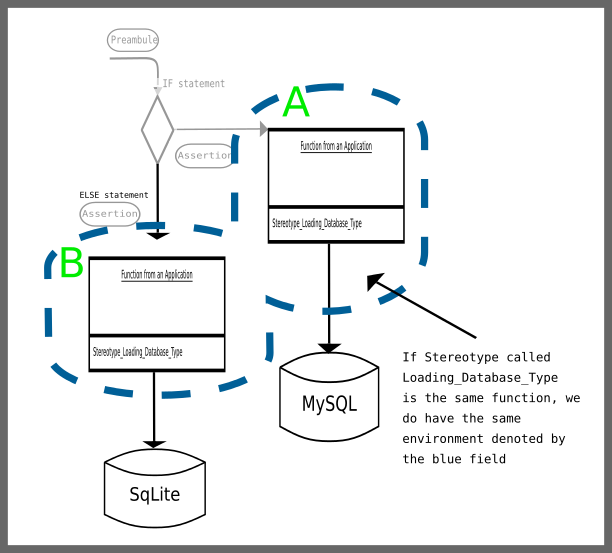 Preambule
IF statement
A
Assertion
Function from an Application
Stereotype_Loading_Database_Type
ELSE statement
Assertion
B
Function from an Application
Stereotype_Loading_Database_Type
MySQL
SqLite
If Stereotype called
Loading_Database_Type
is the same function, we
do have the same
environment denoted by
the blue field